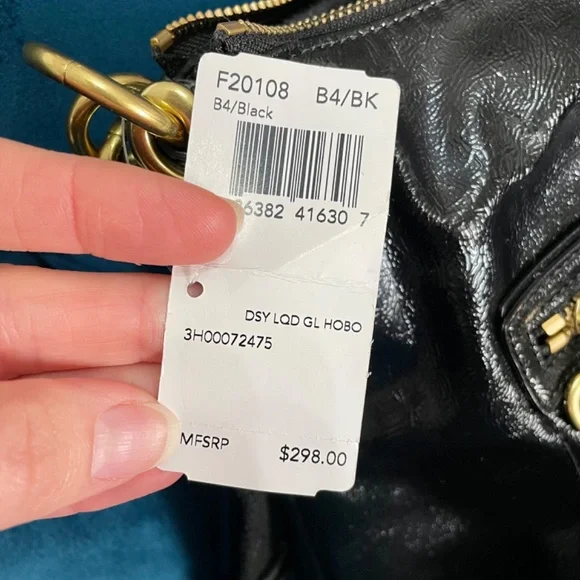 F20108 B4/BK
B4/Black
6382 41630 7
DSY LQD GL HOBO
3H00072475
MFSRP $298.00